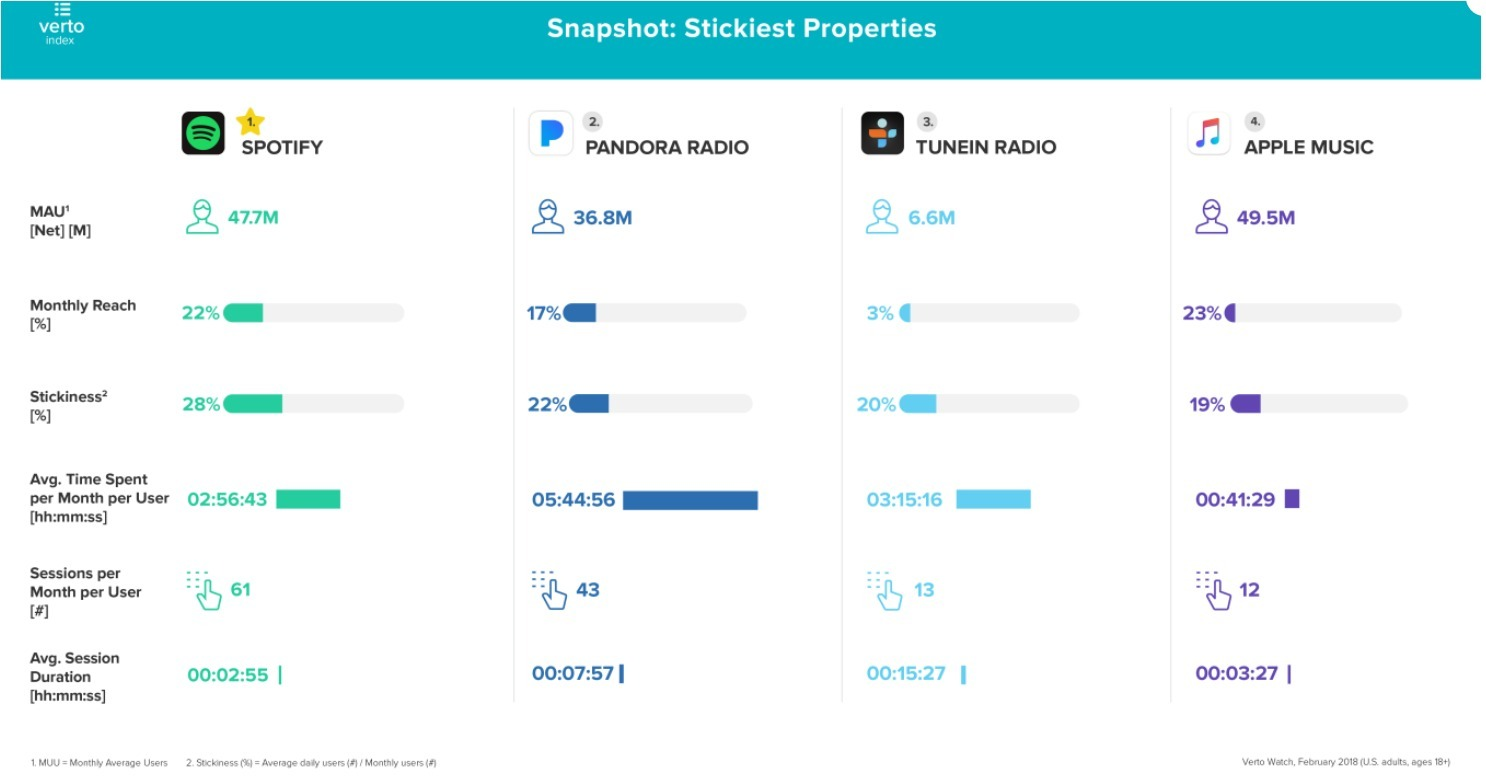 verto
index
Snapshot: Stickiest Properties
1.
SPOTIFY
2.
PANDORA RADIO
3.
TUNEIN RADIO
4.
APPLE MUSIC
MAU¹
[Net] [M]
47.7M
36.8M
6.6M
49.5M
Monthly Reach
[%]
22%
17%
3%
23%
Stickiness²
[%]
28%
22%
20%
19%
Avg. Time Spent
per Month per User
[hh:mm:ss]
02:56:43
05:44:56
03:15:16
00:41:29
Sessions per
Month per User
[#]
61
43
13
12
Avg. Session
Duration
[hh:mm:ss]
00:02:55
00:07:57
00:15:27
00:03:27
1. MUU = Monthly Average Users
2. Stickiness (%) = Average daily users (#) / Monthly users (#)
Verto Watch, February 2018 (U.S. adults, ages 18+)